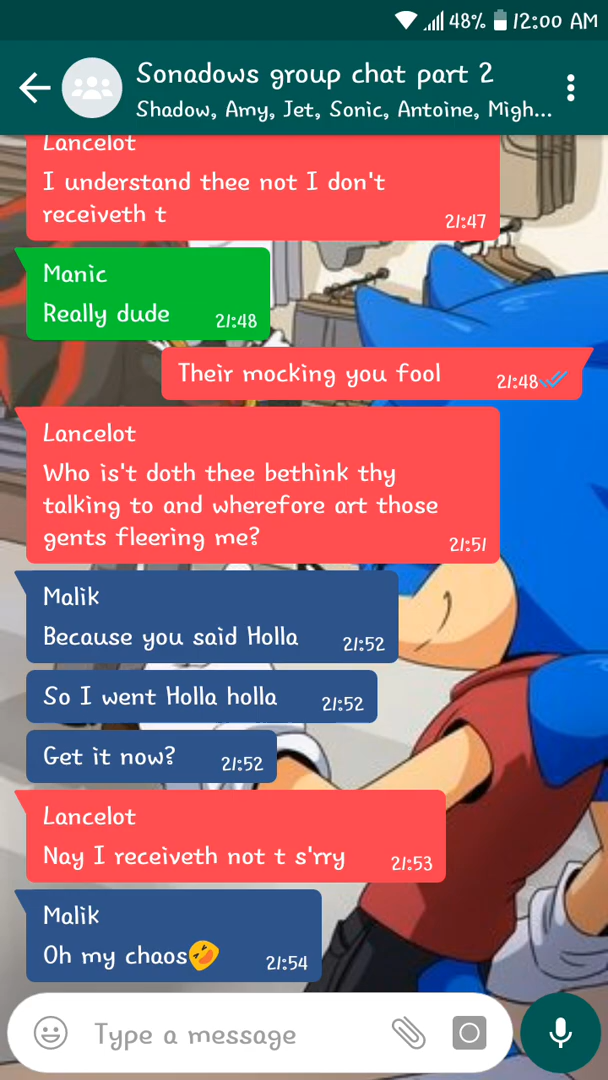 48% 12:00 AM
Sonadows group chat part 2
Shadow, Amy, Jet, Sonic, Antoine, Migh...
Lancelot
I understand thee not I don't
receiveth t
21:47
Manic
Really dude 21:48
Their mocking you fool 21:48
Lancelot
Who is't doth thee bethink thy
talking to and wherefore art those
gents fleering me?
21:51
Malik
Because you said Holla 21:52
So I went Holla holla 21:52
Get it now? 21:52
Lancelot
Nay I receiveth not t s'rry 21:53
Malik
Oh my chaos🤣 21:54
Type a message